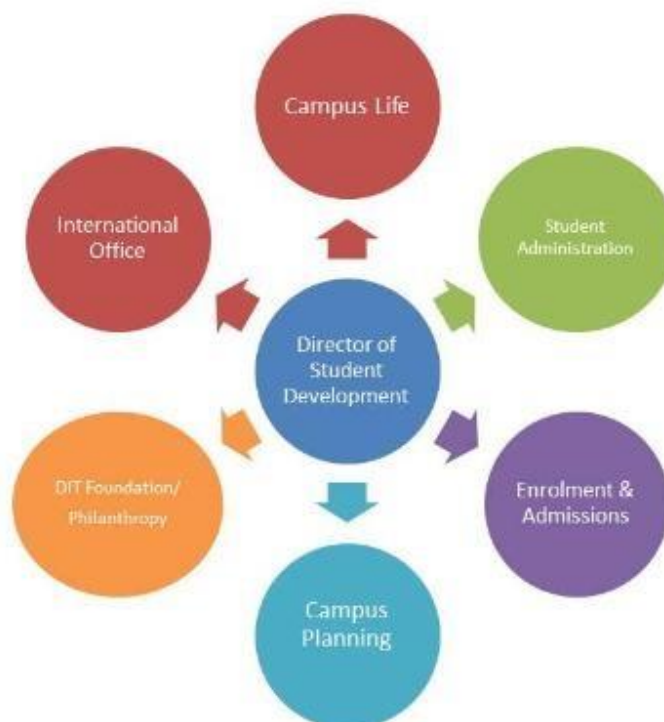 Campus Life
International
Office
Student
Administration
Director of
Student
Development
DIT Foundation/
Philanthropy
Enrolment &
Admissions
Campus
Planning